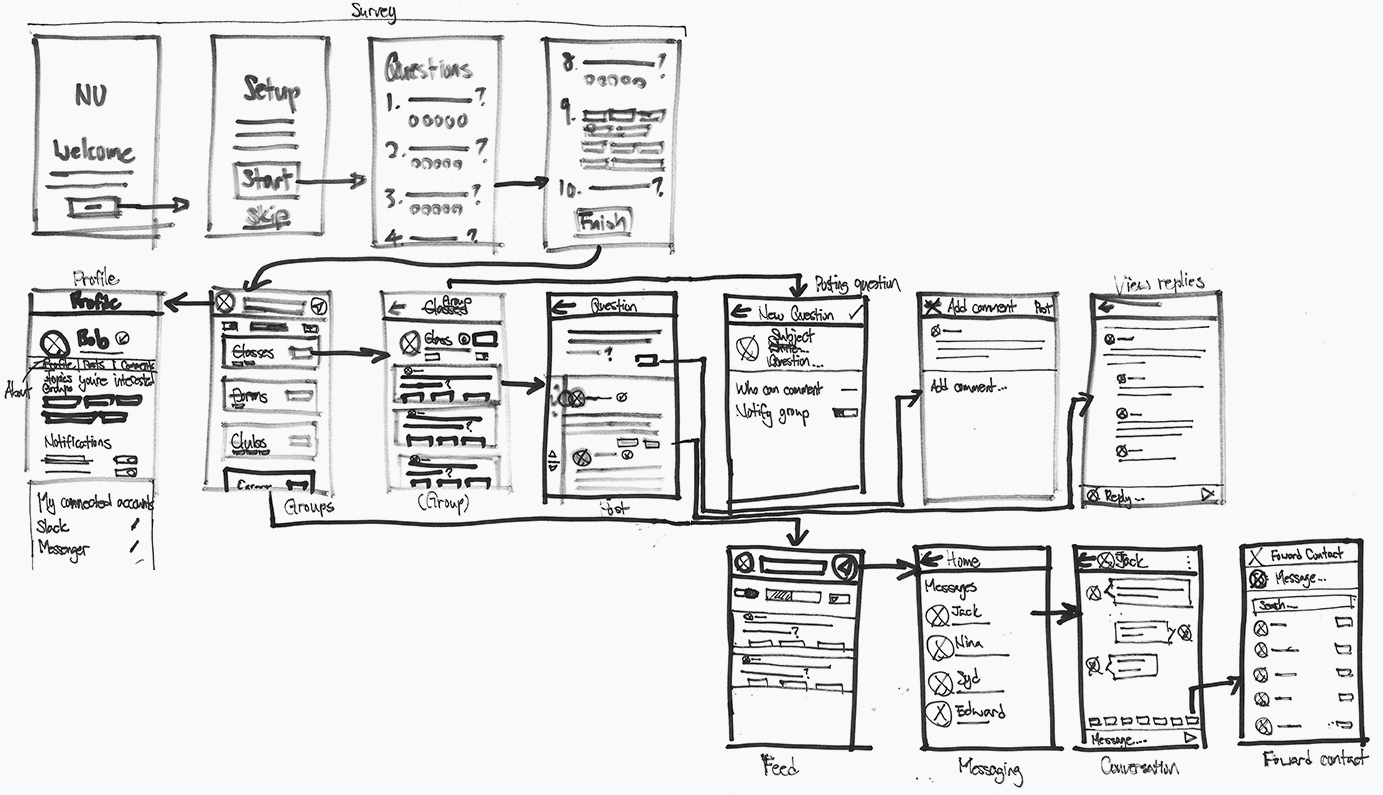 Survey
NU
Welcome
Setup
Start
Skip
Questions
1. ?
2. ?
3. ?
4. ?
8. ?
9.
10. ?
Finish
Profile
Profile
Bob
Profile Posts Comments
About
Topics you're interested
Groups
Notifications
My connected accounts
Slack
Messenger
Classes
Dorms
Clubs
Groups
Group
Classes
Class
?
?
?
(Group)
Question
?
Post
Posting question
New Question
Subject
Question...
Who can comment
Notify group
Add comment Post
Add comment...
View replies
Reply...
?
?
Feed
Home
Messages
Jack
Nina
Syd
Edward
Messaging
Jack
Message...
Conversation
X Foward Contact
Message...
Search...
Foward contact